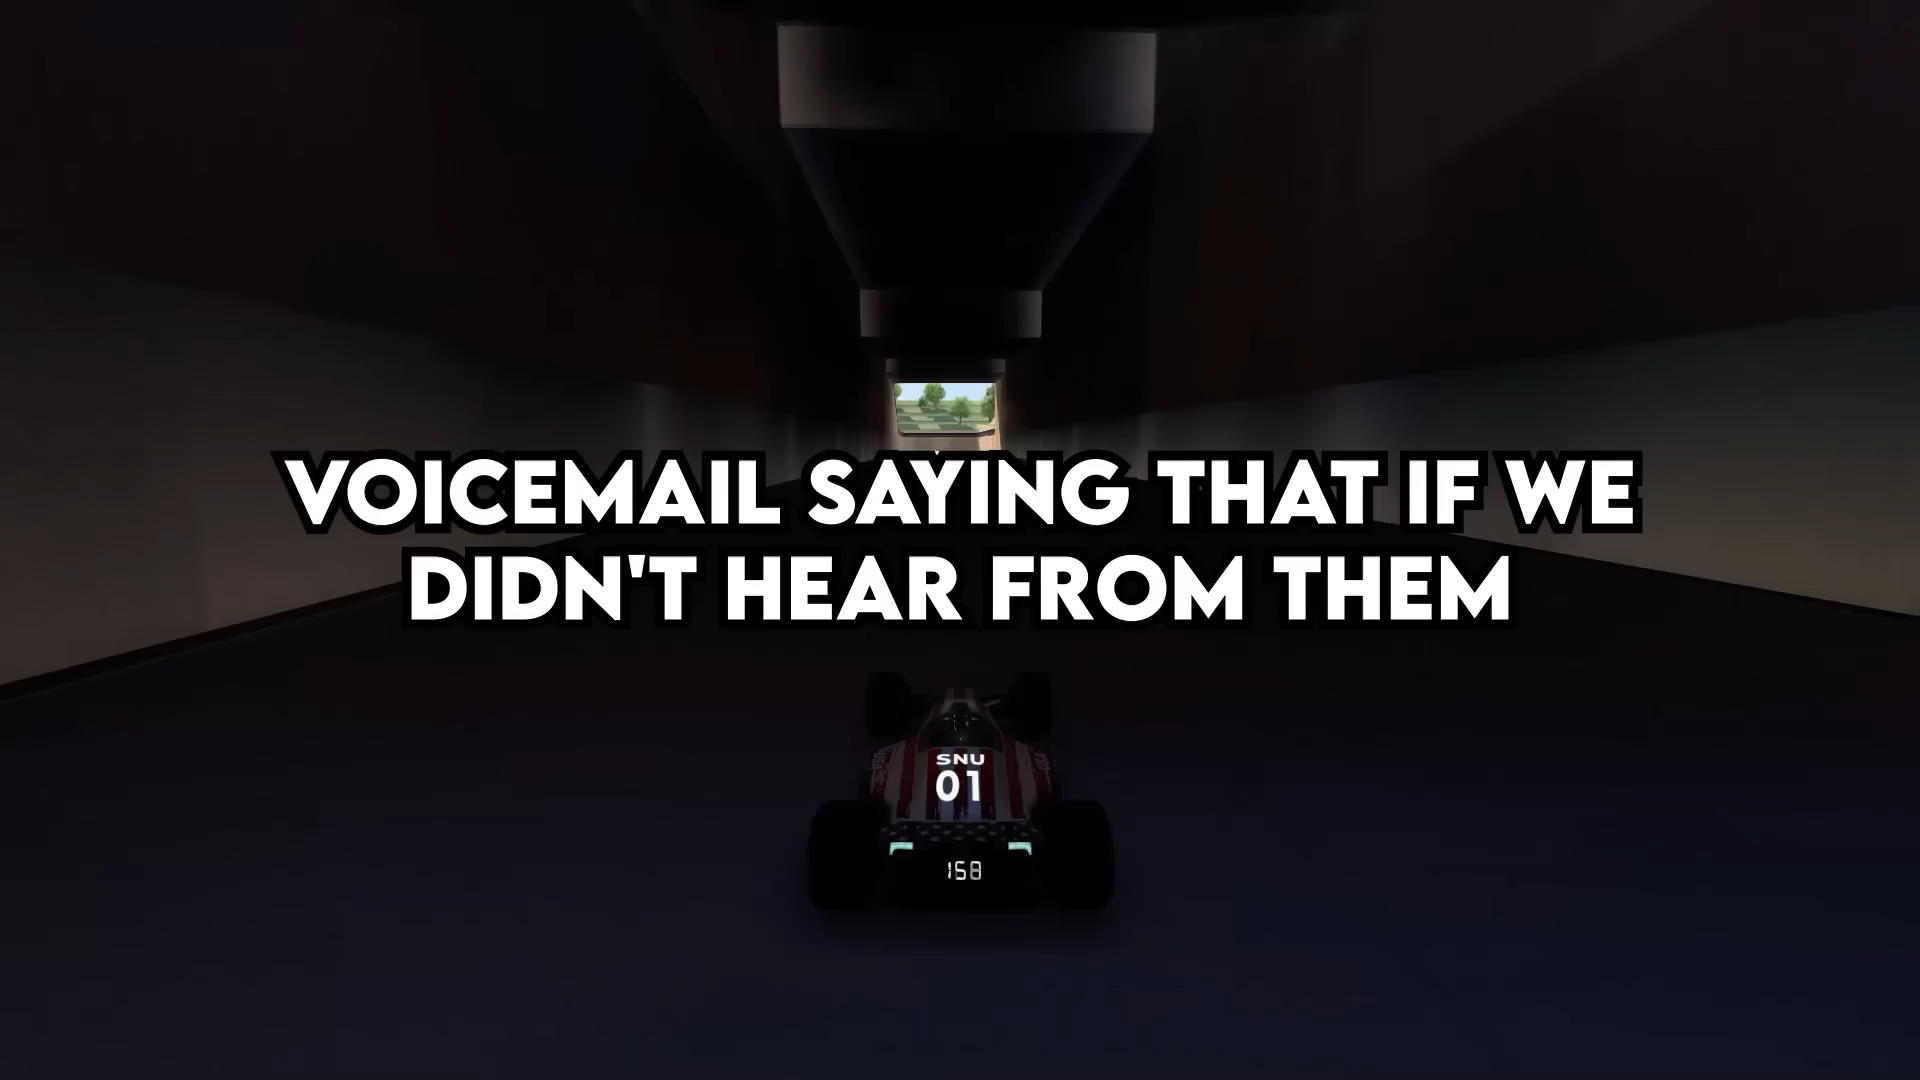 VOICEMAIL SAYING THAT IF WE
DIDN'T HEAR FROM THEM
SNU
01
158